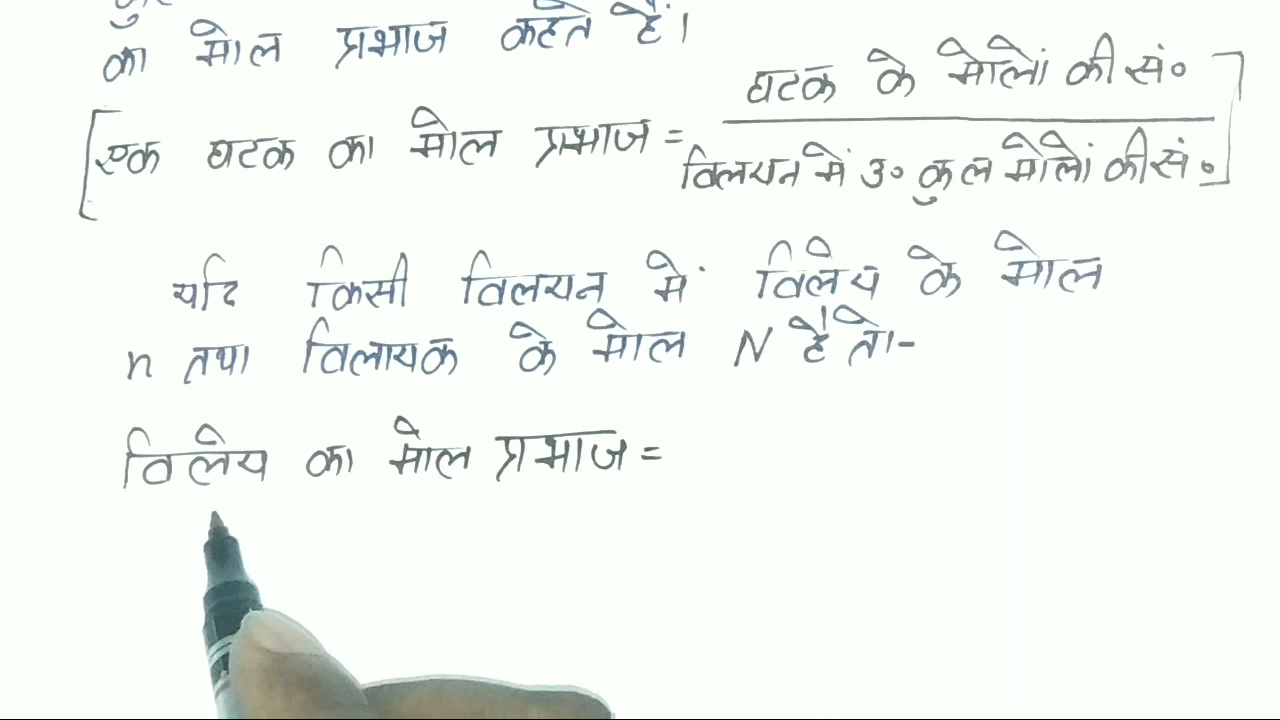 का मोल प्रभाज कहते हैं।
[एक घटक का मोल प्रभाज = घटक के मोलों की सं०
विलयन में उ० कुल मोलों की सं०]
यदि किसी विलयन में विलेय के मोल
n तथा विलायक के मोल N है तो-
विलेय का मोल प्रभाज =